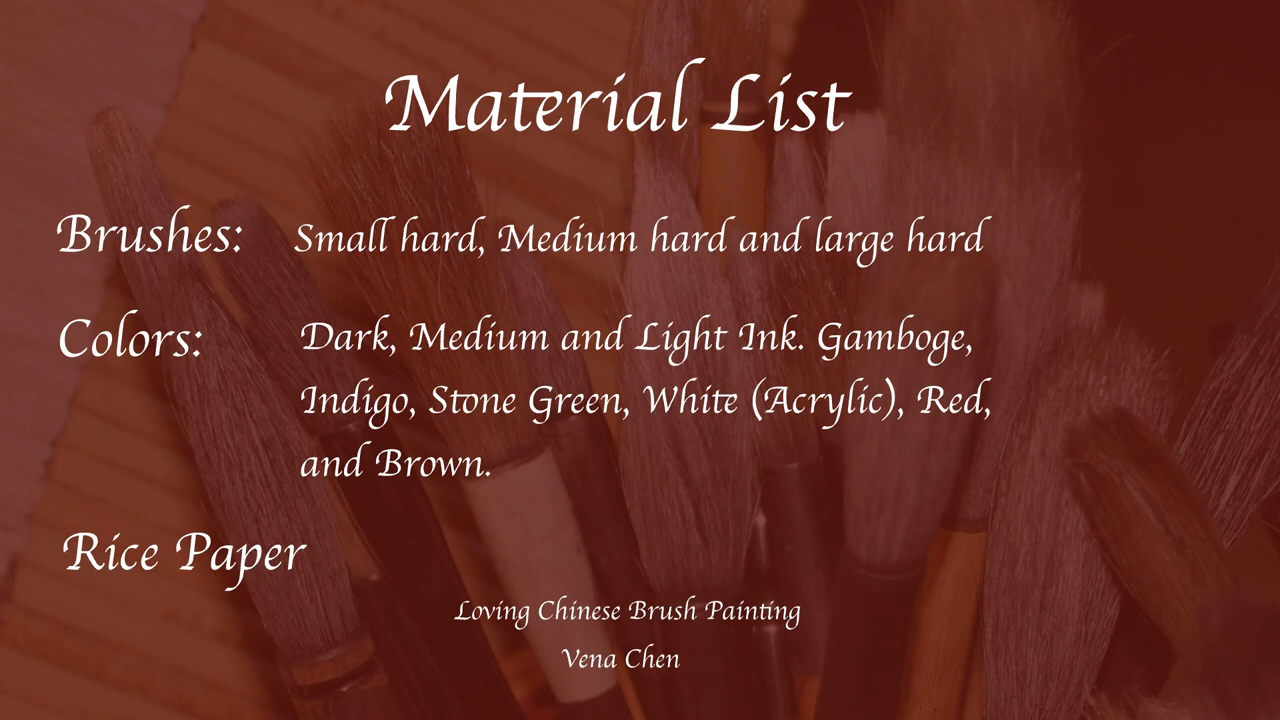 Material List
Brushes: Small hard, Medium hard and large hard
Colors: Dark, Medium and Light Ink. Gamboge,
Indigo, Stone Green, White (Acrylic), Red,
and Brown.
Rice Paper
Loving Chinese Brush Painting
Vena Chen